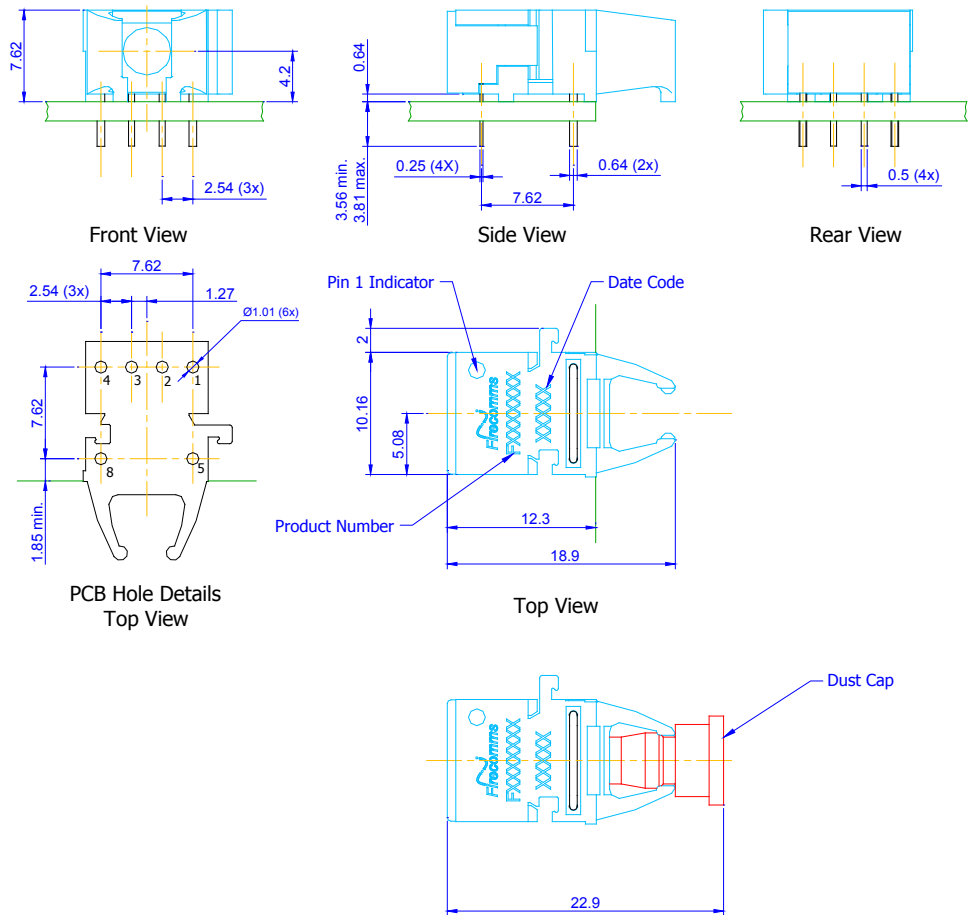 7.62
4.2
2.54 (3x)
Front View
0.64
3.56 min.
3.81 max.
0.25 (4X)
0.64 (2x)
7.62
Side View
0.5 (4x)
Rear View
7.62
2.54 (3x)
1.27
Ø1.01 (6x)
4
3
2
1
7.62
8
5
1.85 min.
PCB Hole Details
Top View
Pin 1 Indicator
Date Code
2
10.16
5.08
Firecomms
FXXXXXX
XXXX
Product Number
12.3
18.9
Top View
Dust Cap
Firecomms
FXXXXXX
XXXX
22.9